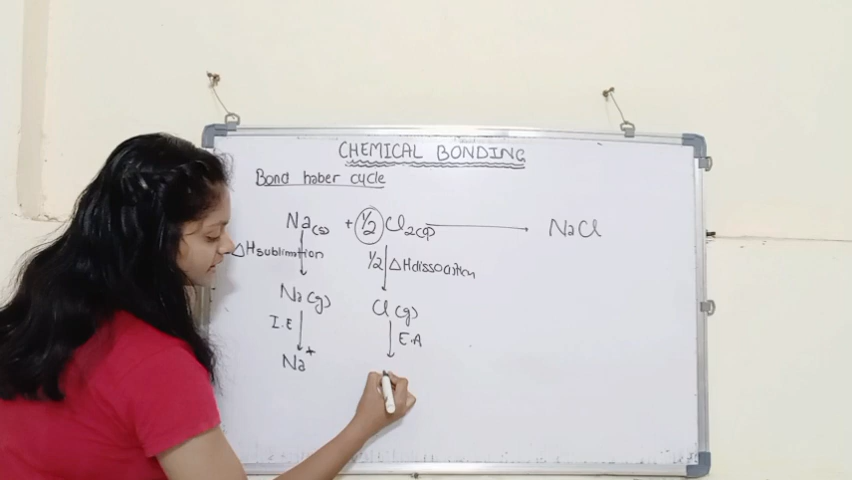 CHEMICAL BONDING
Bond haber cycle
Na(s) + 1/2 Cl2(g) → NaCl
ΔHsublimation
1/2 ΔHdissociation
Na(g)
Cl(g)
I.E
E.A
Na+